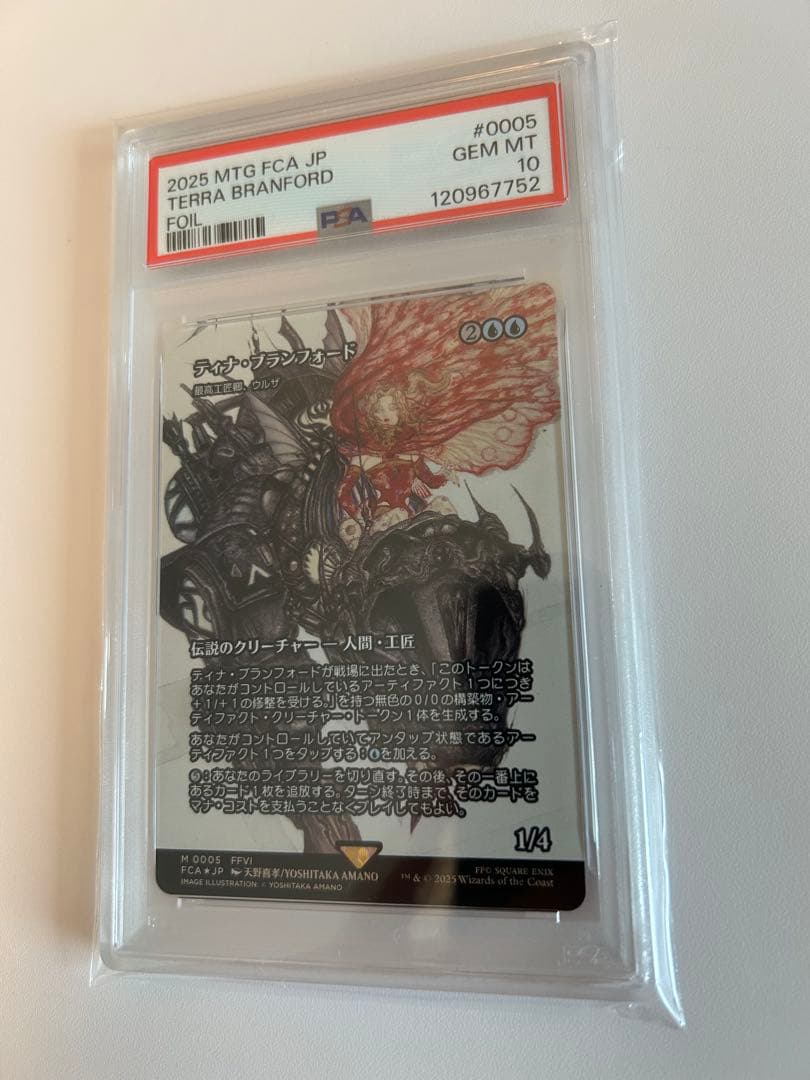 2025 MTG FCA JP
#0005
TERRA BRANFORD
GEM MT
FOIL
10
PSA
120967752
ティナ・ブランフォード
2
最高工匠卿、ウルザ
伝説のクリーチャー — 人間・工匠
ティナ・ブランフォードが戦場に出たとき、「このトークンは
あなたがコントロールしているアーティファクト1つにつき
+1/+1の修整を受ける。」を持つ無色の0/0の構築物・アー
ティファクト・クリーチャー・トークン1体を生成する。
あなたがコントロールしていてアンタップ状態であるアー
ティファクト1つをタップする:を加える。
5:あなたのライブラリーを切り直す。その後、その一番上に
あるカード1枚を追放する。ターン終了時まで、そのカードを
マナ・コストを支払うことなくプレイしてもよい。
1/4
M 0005 FFVI
FCA★JP 天野喜孝/YOSHITAKA AMANO
IMAGE ILLUSTRATION: © YOSHITAKA AMANO
FF© SQUARE ENIX
™ & © 2025 Wizards of the Coast